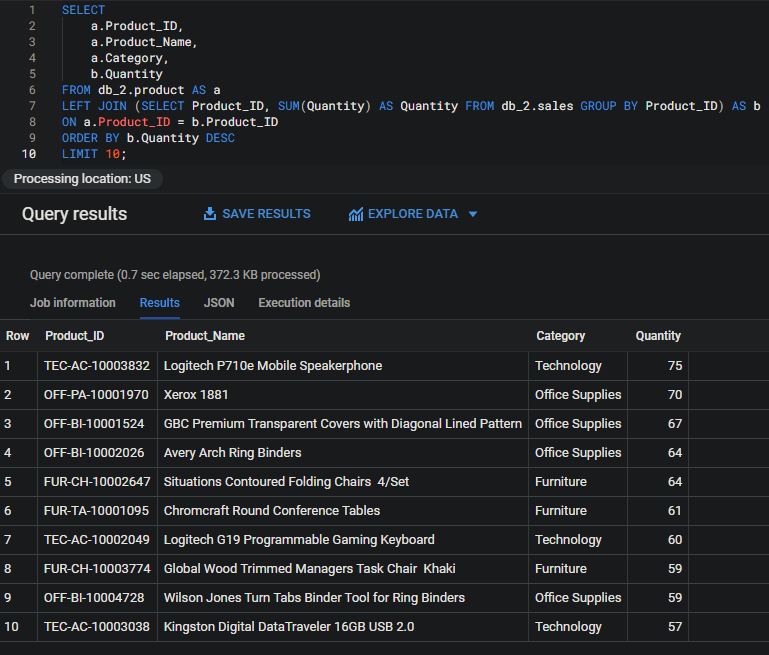 1 SELECT
2 a.Product_ID,
3 a.Product_Name,
4 a.Category,
5 b.Quantity
6 FROM db_2.product AS a
7 LEFT JOIN (SELECT Product_ID, SUM(Quantity) AS Quantity FROM db_2.sales GROUP BY Product_ID) AS b
8 ON a.Product_ID = b.Product_ID
9 ORDER BY b.Quantity DESC
10 LIMIT 10;
Processing location: US
Query results SAVE RESULTS EXPLORE DATA
Query complete (0.7 sec elapsed, 372.3 KB processed)
Job information Results JSON Execution details
Row Product_ID Product_Name Category Quantity
1 TEC-AC-10003832 Logitech P710e Mobile Speakerphone Technology 75
2 OFF-PA-10001970 Xerox 1881 Office Supplies 70
3 OFF-BI-10001524 GBC Premium Transparent Covers with Diagonal Lined Pattern Office Supplies 67
4 OFF-BI-10002026 Avery Arch Ring Binders Office Supplies 64
5 FUR-CH-10002647 Situations Contoured Folding Chairs 4/Set Furniture 64
6 FUR-TA-10001095 Chromcraft Round Conference Tables Furniture 61
7 TEC-AC-10002049 Logitech G19 Programmable Gaming Keyboard Technology 60
8 FUR-CH-10003774 Global Wood Trimmed Managers Task Chair Khaki Furniture 59
9 OFF-BI-10004728 Wilson Jones Turn Tabs Binder Tool for Ring Binders Office Supplies 59
10 TEC-AC-10003038 Kingston Digital DataTraveler 16GB USB 2.0 Technology 57